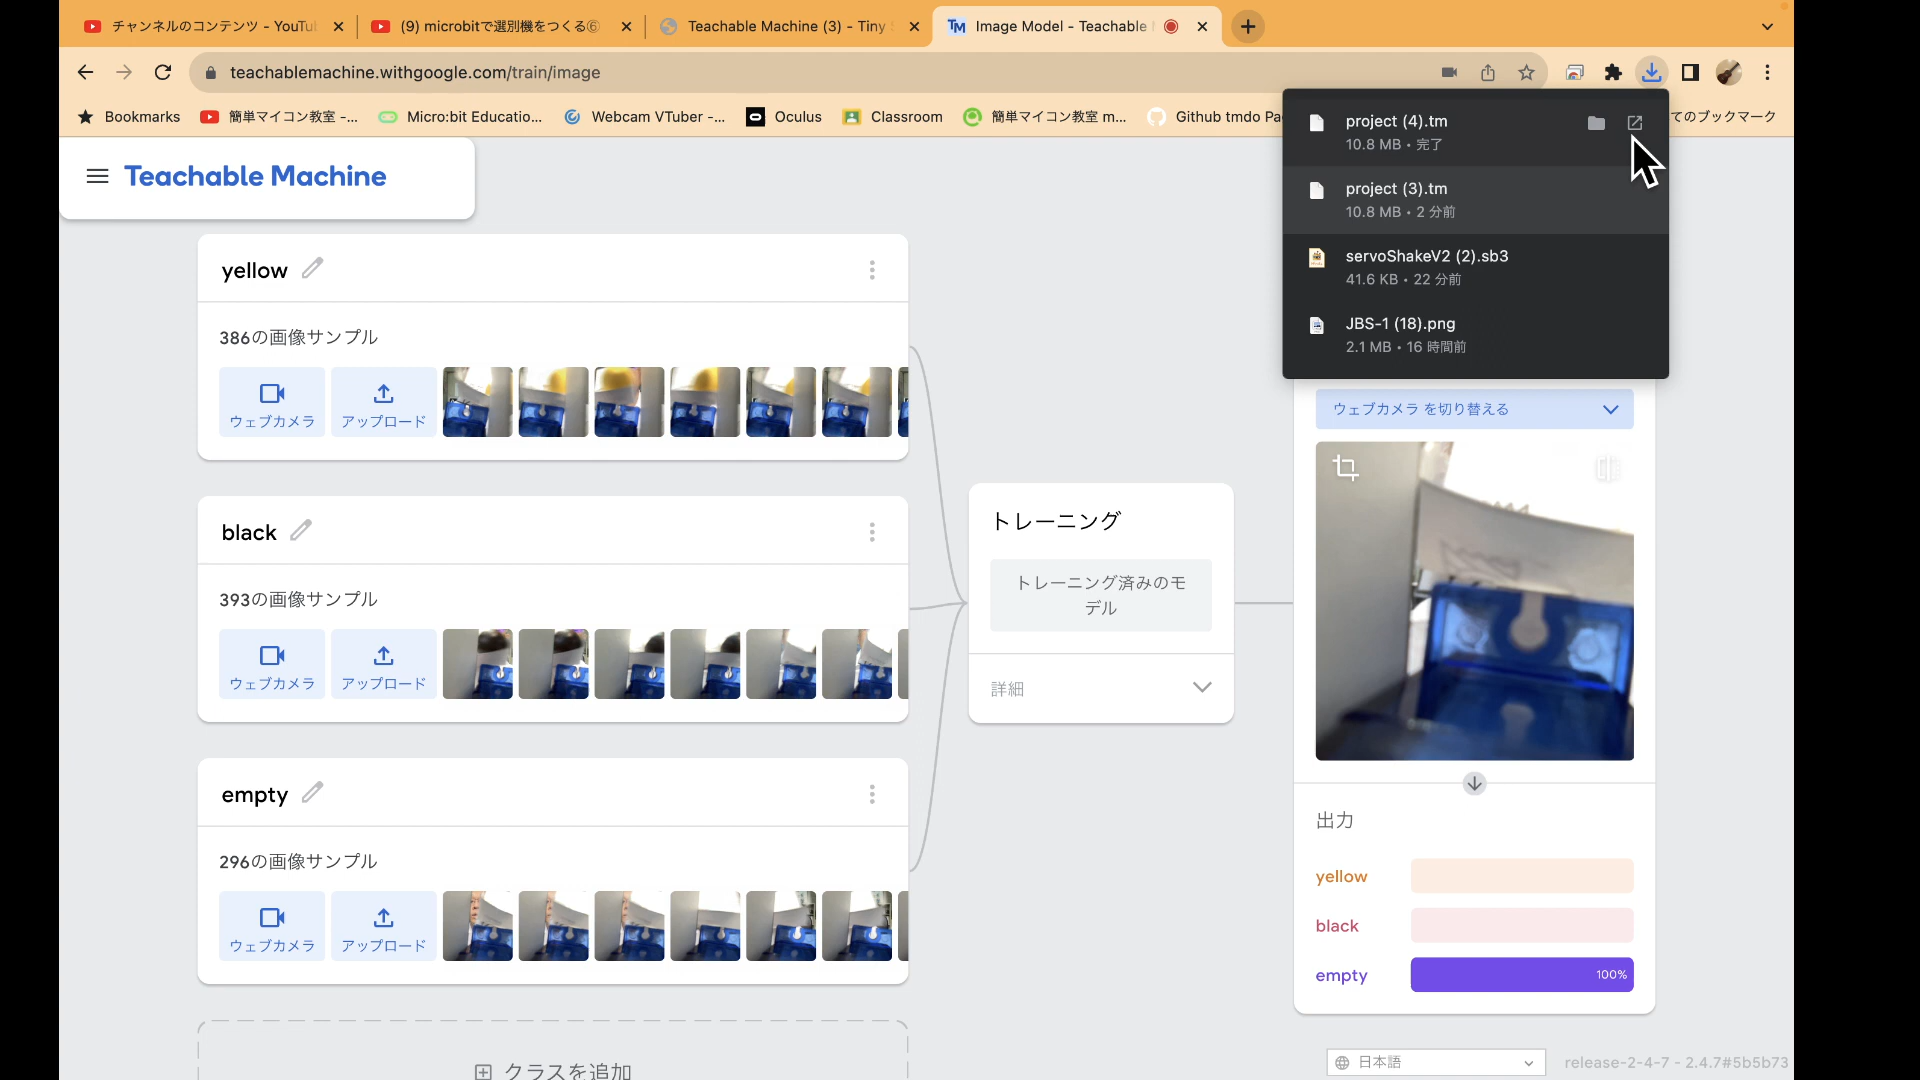 チャンネルのコンテンツ - YouTu
(9) microbitで選別機をつくる⑥
Teachable Machine (3) - Tiny
Image Model - Teachable
teachablemachine.withgoogle.com/train/image
Bookmarks
簡単マイコン教室 -...
Micro:bit Educatio...
Webcam VTuber -...
Oculus
Classroom
簡単マイコン教室 m...
Github tmdo Pa
てのブックマーク
project (4).tm
10.8 MB • 完了
project (3).tm
10.8 MB • 2 分前
servoShakeV2 (2).sb3
41.6 KB • 22 分前
JBS-1 (18).png
2.1 MB • 16 時間前
Teachable Machine
yellow
386の画像サンプル
ウェブカメラ
アップロード
black
393の画像サンプル
ウェブカメラ
アップロード
empty
296の画像サンプル
ウェブカメラ
アップロード
クラスを追加
トレーニング
トレーニング済みのモ
デル
詳細
ウェブカメラ を切り替える
出力
yellow
black
empty
100%
日本語
release-2-4-7 - 2.4.7#5b5b73